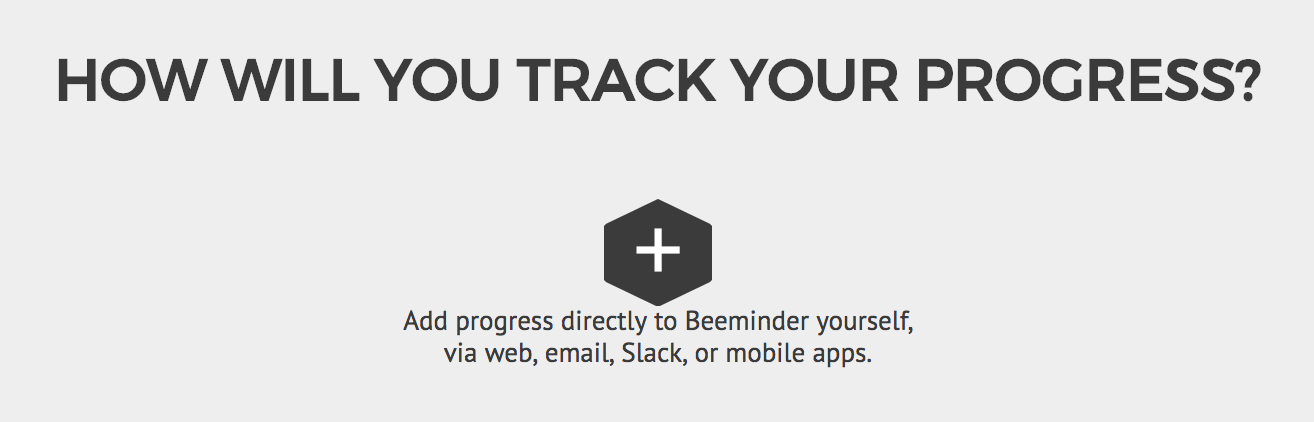 HOW WILL YOU TRACK YOUR PROGRESS?
Add progress directly to Beeminder yourself,
via web, email, Slack, or mobile apps.